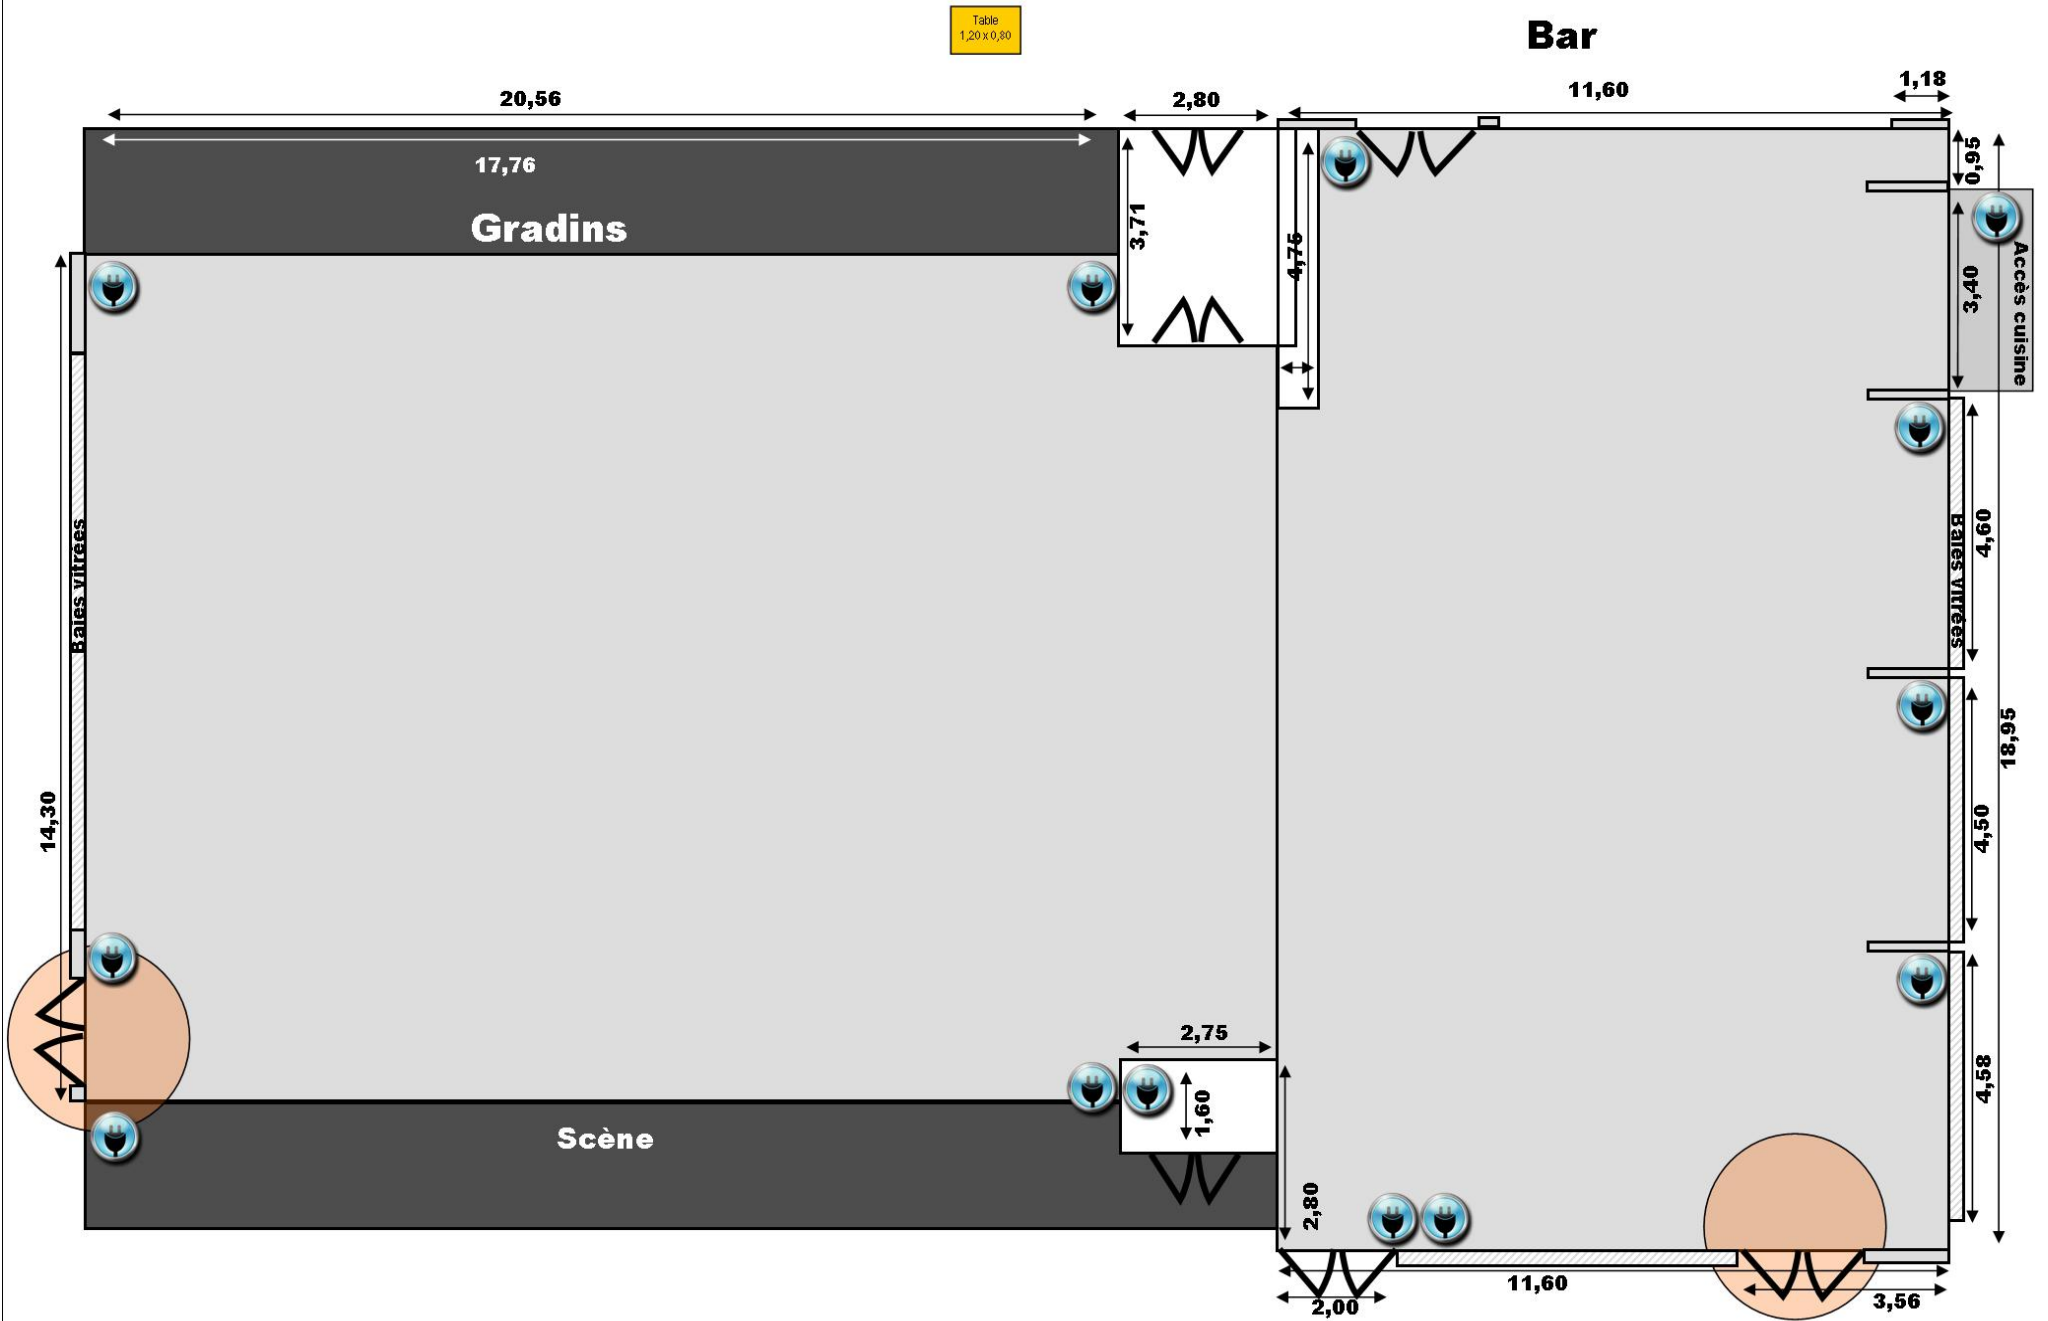 Table
1,20 x 0,80
Bar
20,56
2,80
11,60
1,18
17,76
Gradins
3,71
4,75
0,95
3,40
Accès cuisine
Baies vitrées
Baies vitrées
4,60
18,95
14,30
4,50
2,75
1,60
4,58
Scène
2,80
11,60
2,00
3,56